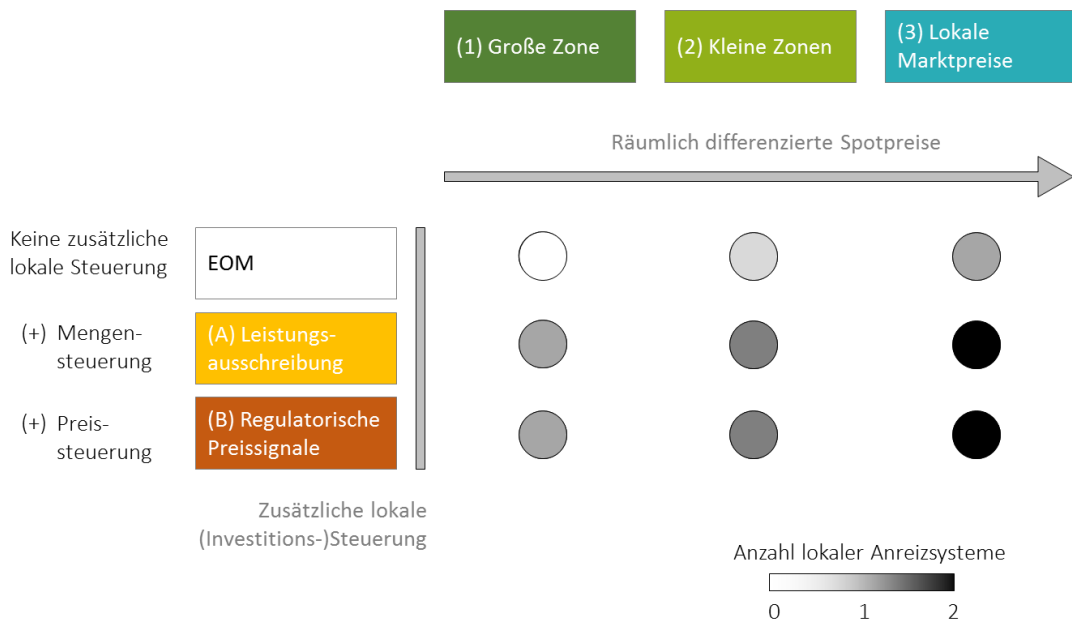 (1) Große Zone
(2) Kleine Zonen
(3) Lokale
Marktpreise
Räumlich differenzierte Spotpreise
Keine zusätzliche
lokale Steuerung
EOM
(+) Mengen-
steuerung
(A) Leistungs-
ausschreibung
(+) Preis-
steuerung
(B) Regulatorische
Preissignale
Zusätzliche lokale
(Investitions-)Steuerung
Anzahl lokaler Anreizsysteme
0 1 2